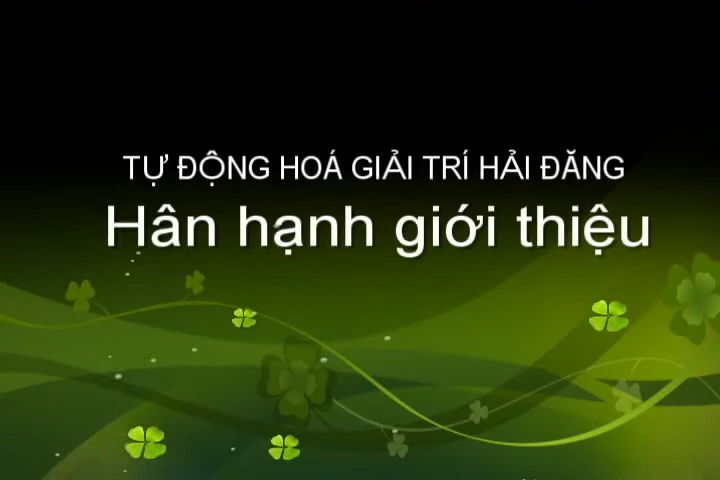 TỰ ĐỘNG HOÁ GIẢI TRÍ HẢI ĐĂNG
Hân hạnh giới thiệu